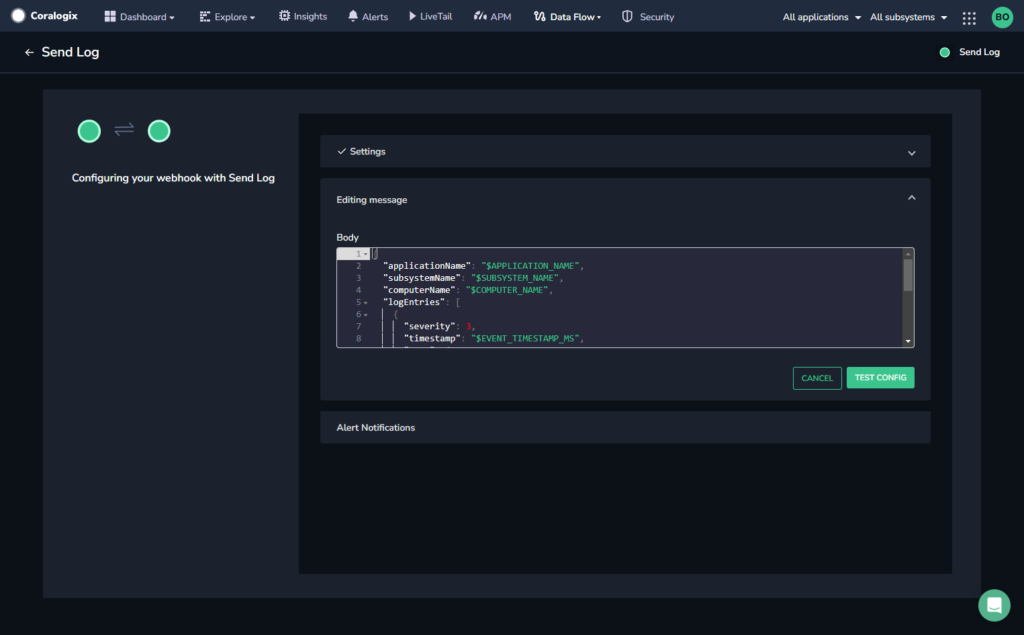 Coralogix Dashboard Explore Insights Alerts LiveTail APM Data Flow Security All applications All subsystems BO
← Send Log Send Log
Configuring your webhook with Send Log
Settings
Editing message
Body
1 {
2 "applicationName": "$APPLICATION_NAME",
3 "subsystemName": "$SUBSYSTEM_NAME",
4 "computerName": "$COMPUTER_NAME",
5 "logEntries": [
6 {
7 "severity": 3,
8 "timestamp": "$EVENT_TIMESTAMP_MS",
CANCEL TEST CONFIG
Alert Notifications